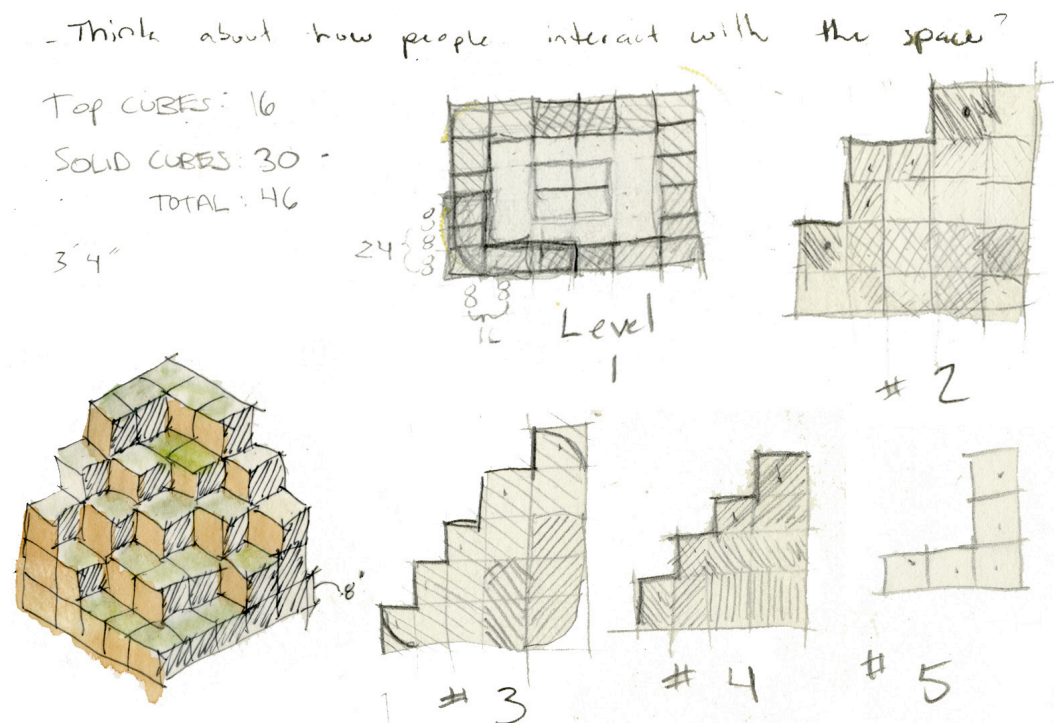 - Think about how people interact with the space?
Top CUBES: 16
SOLID CUBES: 30 -
TOTAL: 46
3'4"
24
8
8
8
8 8
16
Level
1
# 2
8"
# 3
# 4
# 5